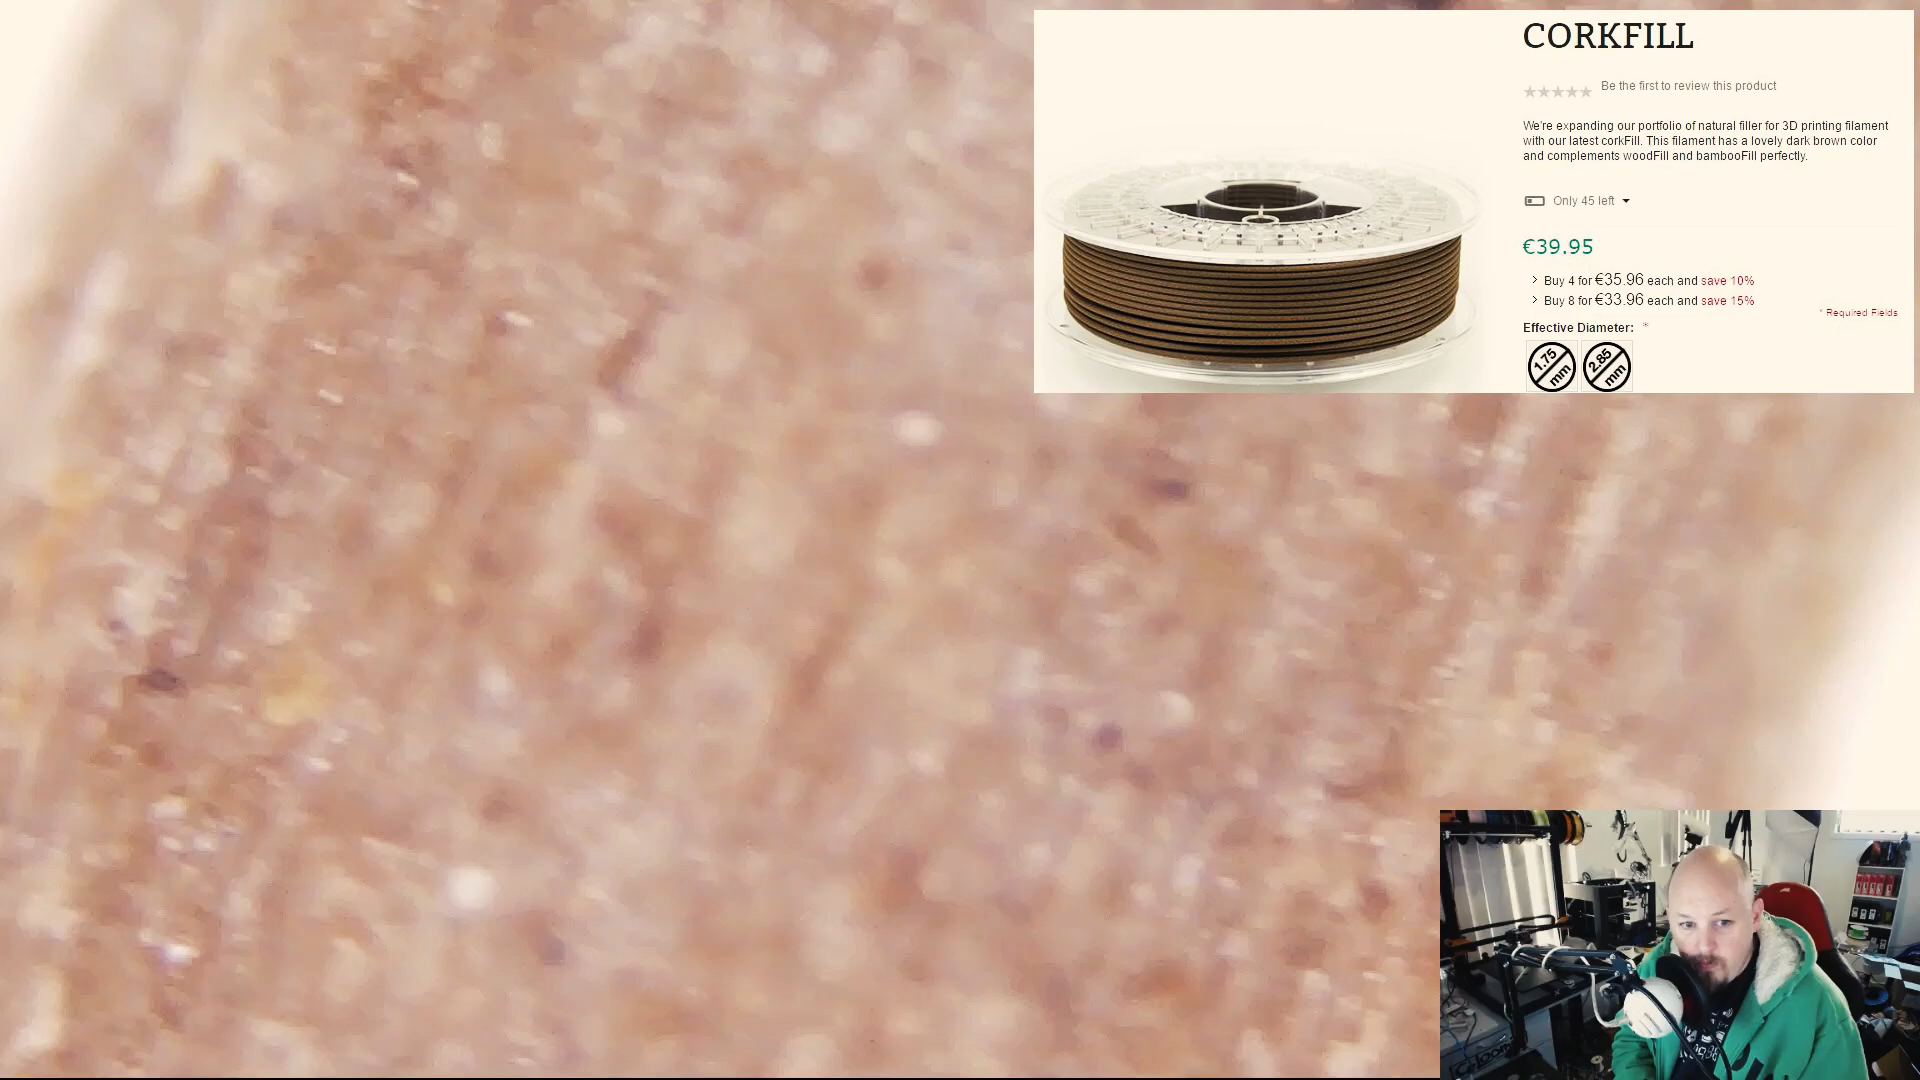 CORKFILL
Be the first to review this product
We're expanding our portfolio of natural filler for 3D printing filament
with our latest corkFill. This filament has a lovely dark brown color
and complements woodFill and bambooFill perfectly.
Only 45 left
€39.95
Buy 4 for €35.96 each and save 10%
Buy 8 for €33.96 each and save 15%
* Required Fields
Effective Diameter: *
1.75 mm
2.85 mm